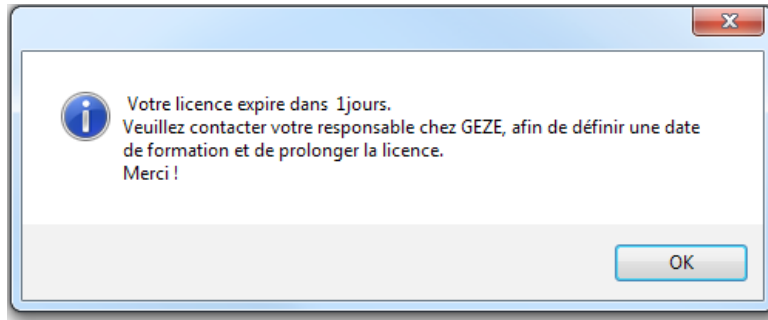 Votre licence expire dans  1jours.
Veuillez contacter votre responsable chez GEZE, afin de définir une date
de formation et de prolonger la licence.
Merci !
OK